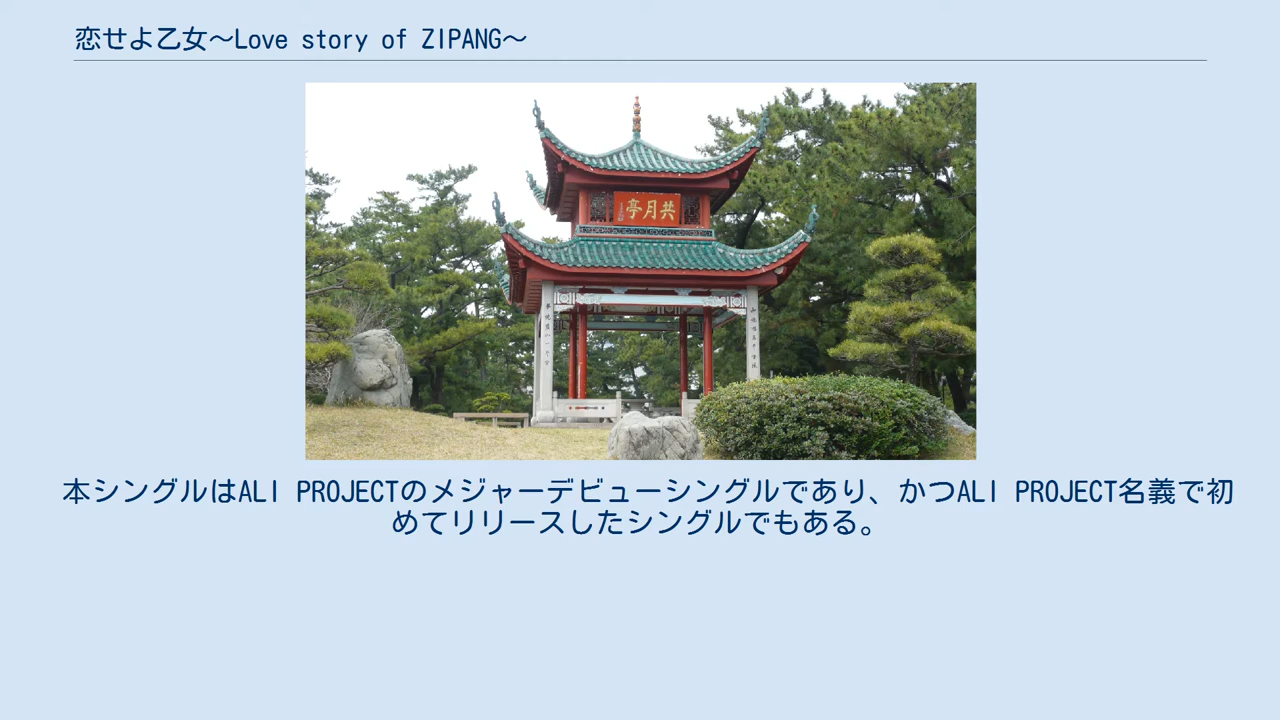 恋せよ乙女〜Love story of ZIPANG〜
共月亭
本シングルはALI PROJECTのメジャーデビューシングルであり、かつALI PROJECT名義で初
めてリリースしたシングルでもある。